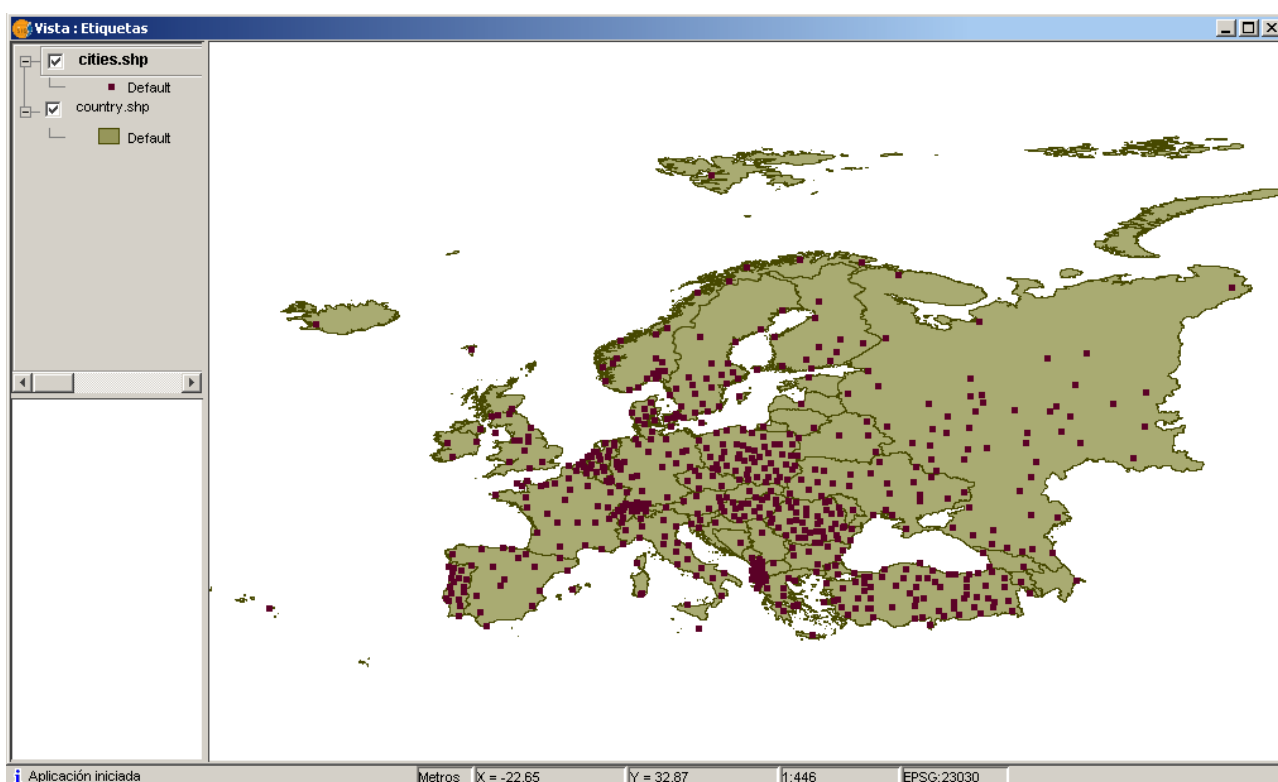 Vista : Etiquetas
cities.shp
Default
country.shp
Default
Aplicación iniciada
Metros
X = -22.65
Y = 32.87
1:446
EPSG:23030